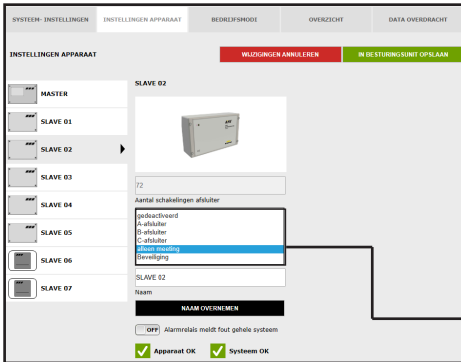 SYSTEEM- INSTELLINGEN
INSTELLINGEN APPARAAT
BEDRIJFSMODI
OVERZICHT
DATA OVERDRACHT
INSTELLINGEN APPARAAT
WIJZIGINGEN ANNULEREN
IN BESTURINGSUNIT OPSLAAN
MASTER
SLAVE 01
SLAVE 02
SLAVE 03
SLAVE 04
SLAVE 05
SLAVE 06
SLAVE 07
SLAVE 02
72
Aantal schakelingen afsluiter
gedeactiveerd
A-afsluiter
B-afsluiter
C-afsluiter
alleen meeting
Beveiliging
SLAVE 02
Naam
NAAM OVERNEMEN
OFF Alarmrelais meldt fout gehele systeem
Apparaat OK
Systeem OK